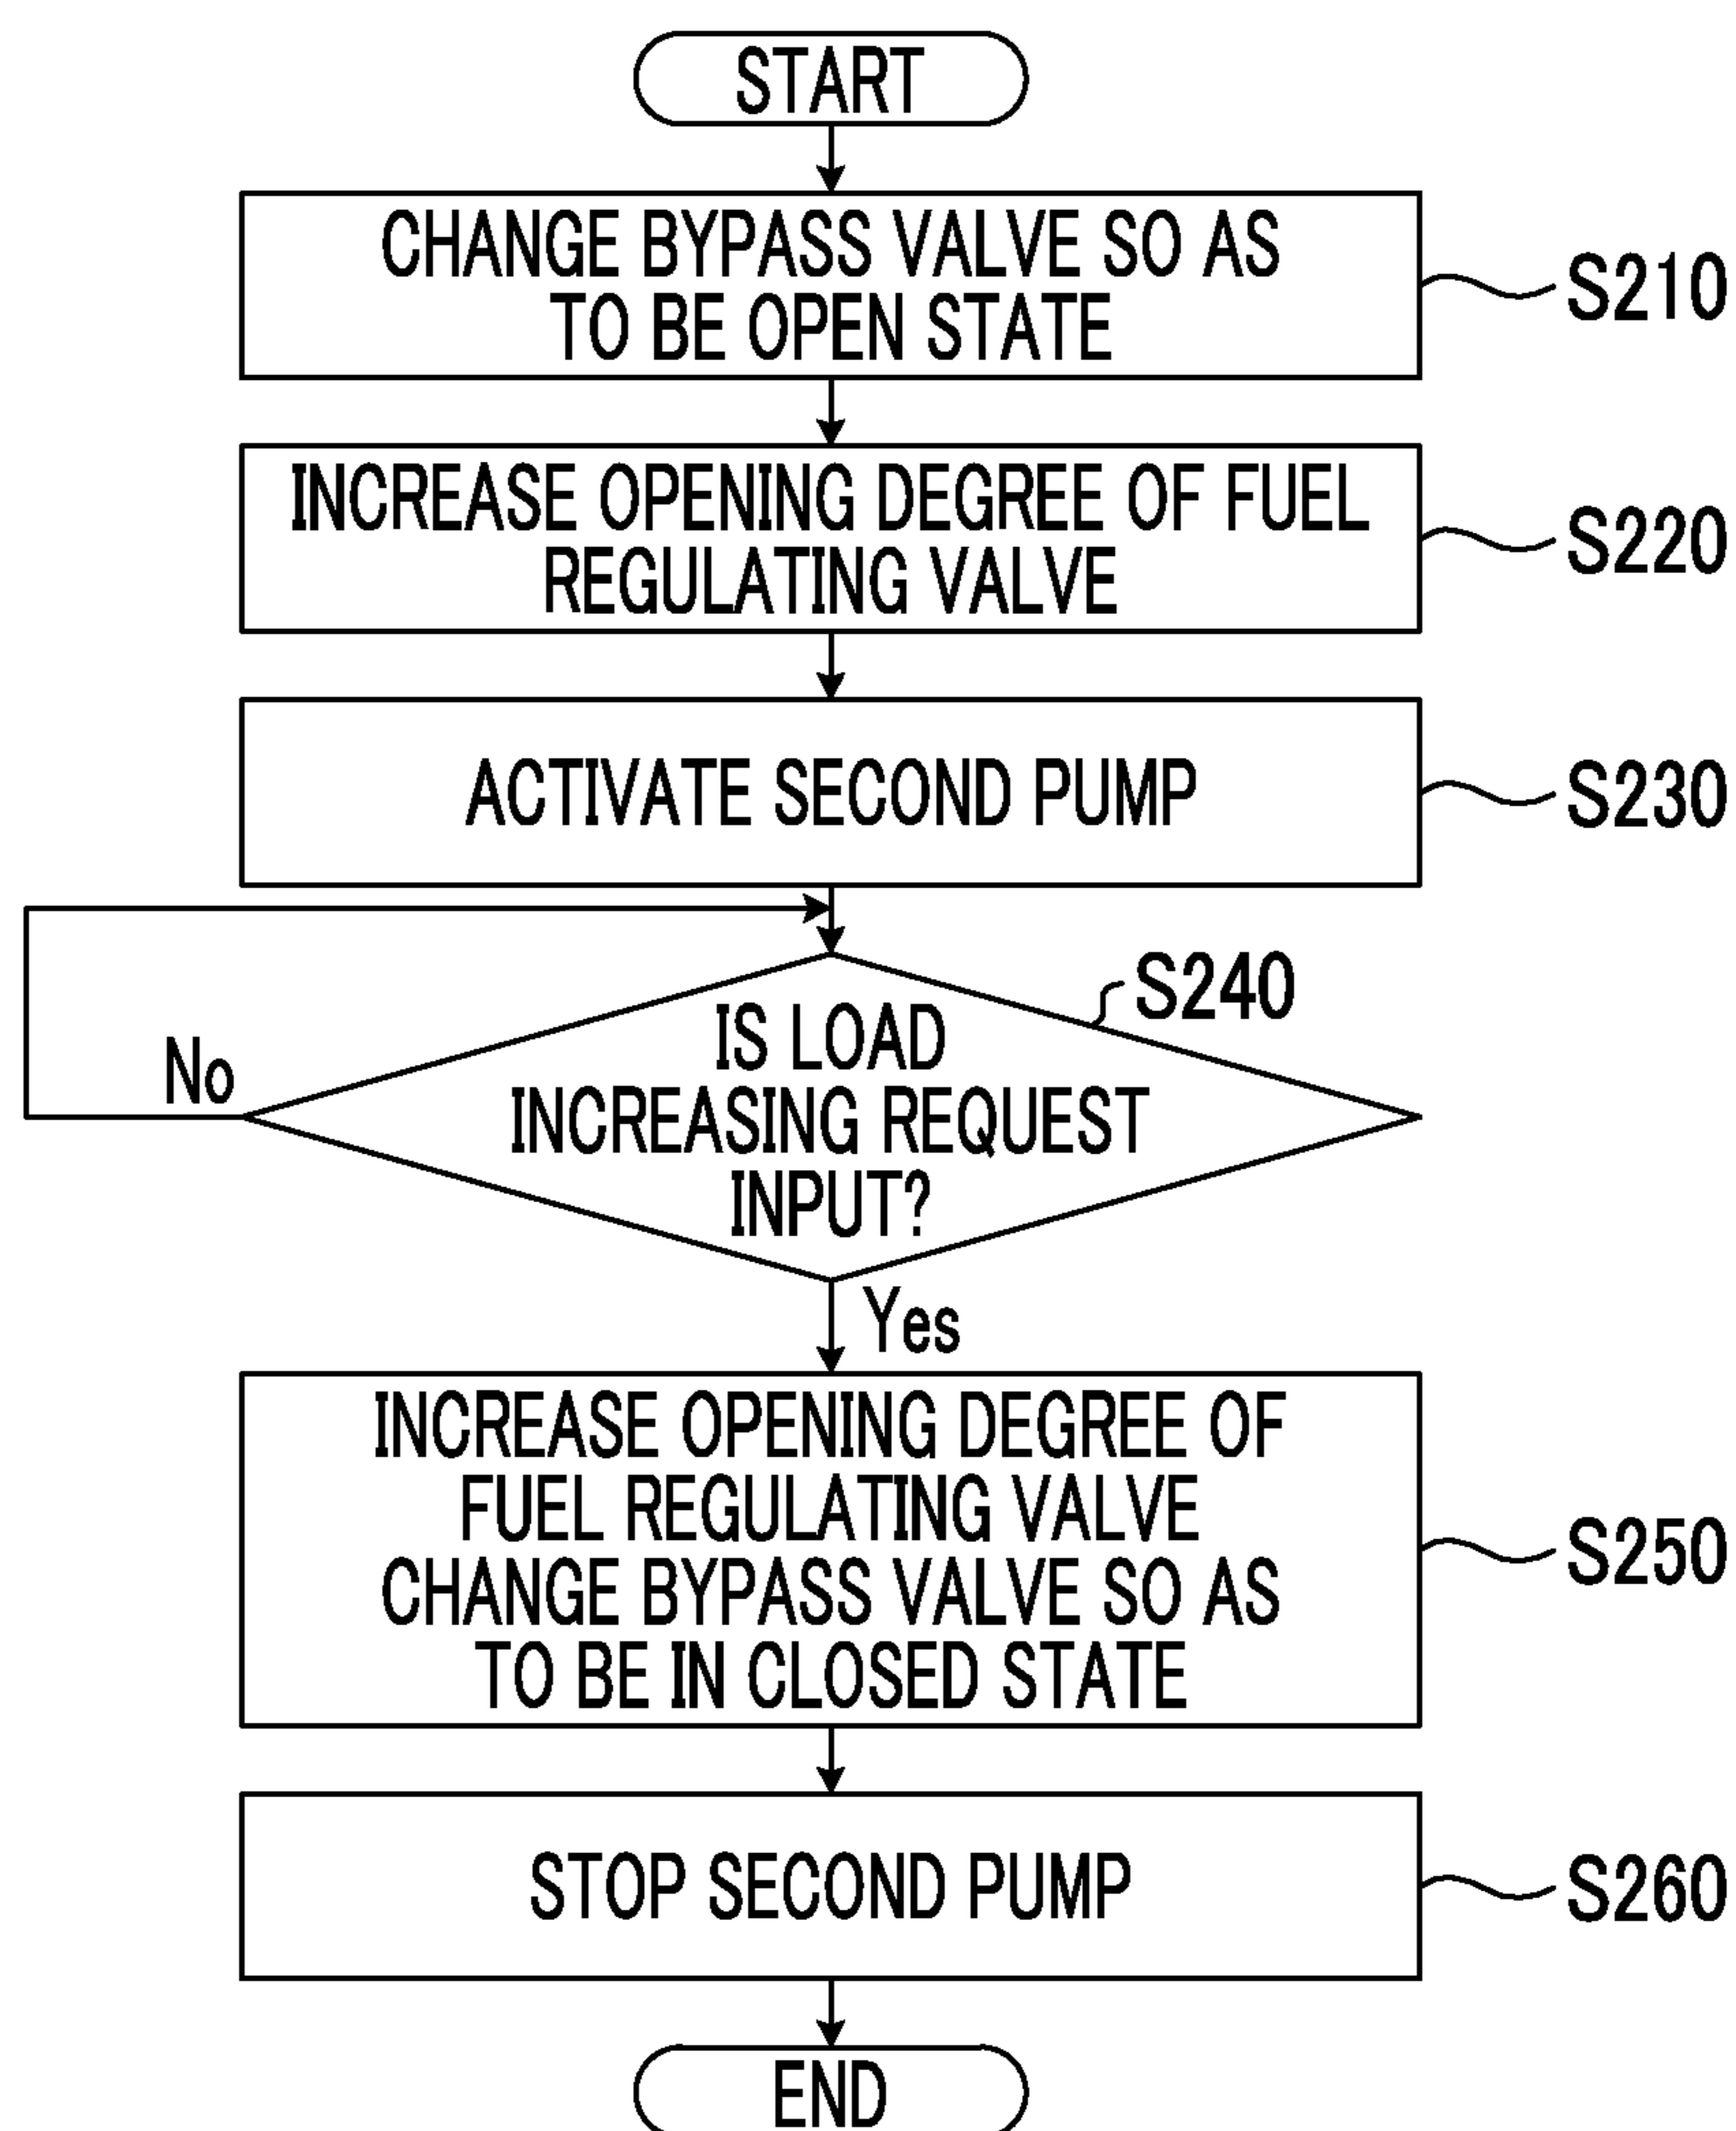 START
CHANGE BYPASS VALVE SO AS
TO BE OPEN STATE
S210
INCREASE OPENING DEGREE OF FUEL
REGULATING VALVE
S220
ACTIVATE SECOND PUMP
S230
S240
IS LOAD
INCREASING REQUEST
INPUT?
No
Yes
INCREASE OPENING DEGREE OF
FUEL REGULATING VALVE
CHANGE BYPASS VALVE SO AS
TO BE IN CLOSED STATE
S250
STOP SECOND PUMP
S260
END